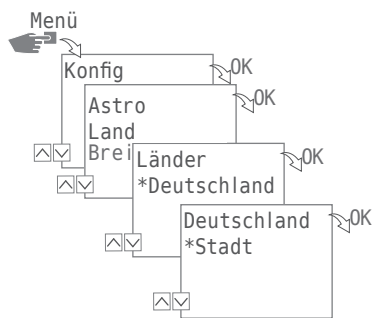 Menü
Konfig
OK
Astro
OK
Land
Brei
Länder
OK
*Deutschland
Deutschland
OK
*Stadt